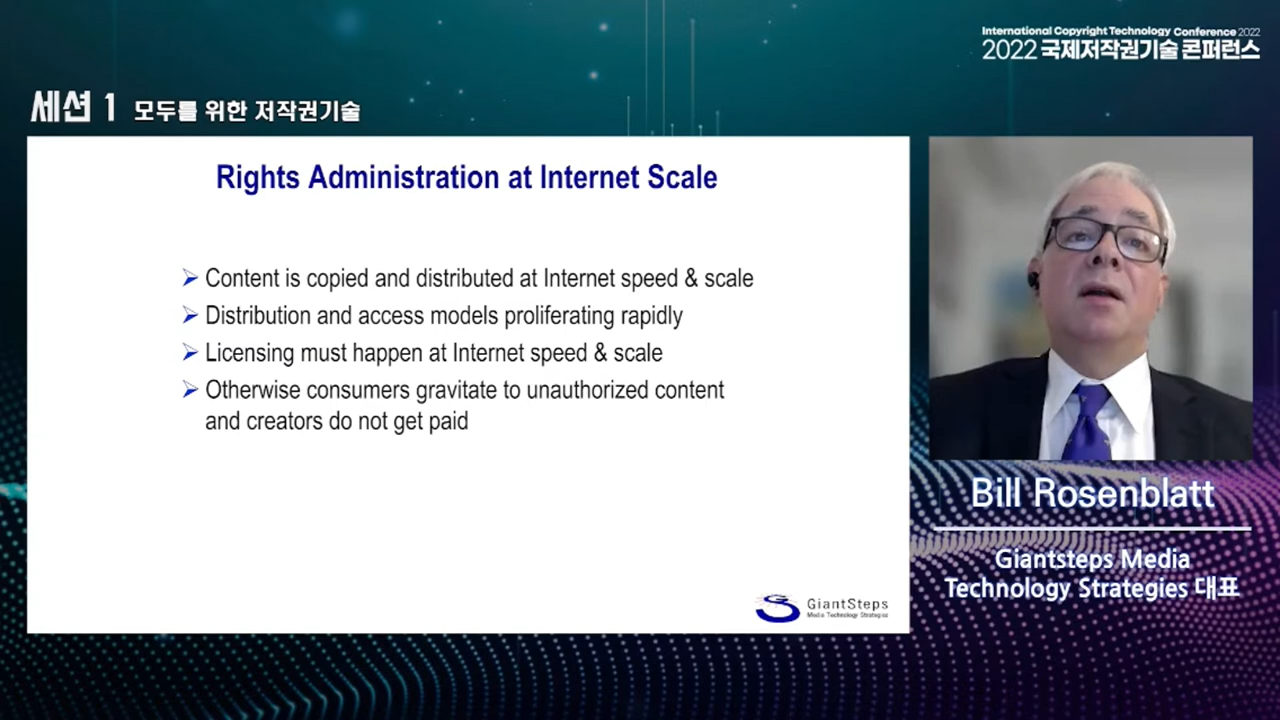 International Copyright Technology Conference 2022
2022 국제저작권기술 콘퍼런스
세션 1 모두를 위한 저작권기술
Rights Administration at Internet Scale
Content is copied and distributed at Internet speed & scale
Distribution and access models proliferating rapidly
Licensing must happen at Internet speed & scale
Otherwise consumers gravitate to unauthorized content
and creators do not get paid
GiantSteps
Media Technology Strategies
Bill Rosenblatt
Giantsteps Media
Technology Strategies 대표